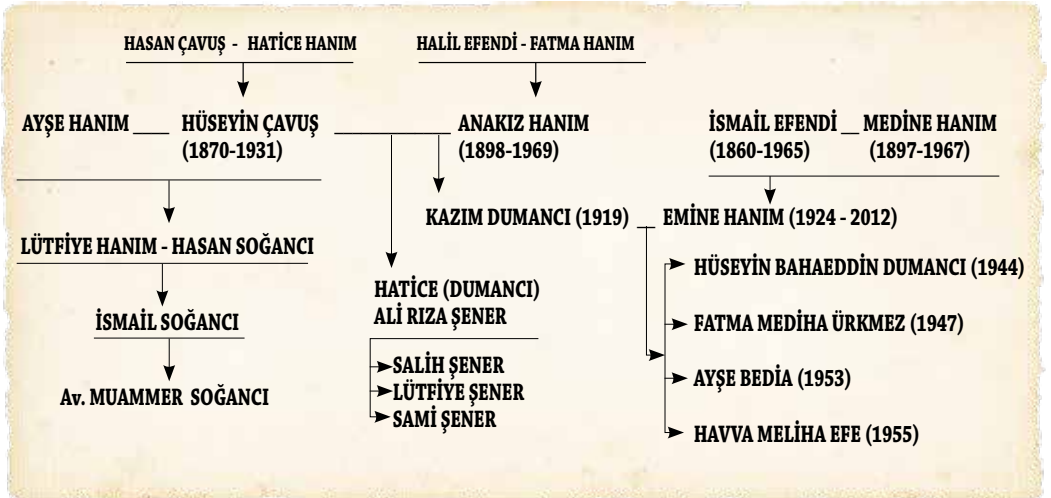 HASAN ÇAVUŞ - HATİCE HANIM
HALİL EFENDİ - FATMA HANIM
AYŞE HANIM
HÜSEYİN ÇAVUŞ
(1870-1931)
ANAKIZ HANIM
(1898-1969)
İSMAİL EFENDİ
(1860-1965)
MEDİNE HANIM
(1897-1967)
KAZIM DUMANCI (1919)
EMİNE HANIM (1924 - 2012)
LÜTFİYE HANIM - HASAN SOĞANCI
İSMAİL SOĞANCI
Av. MUAMMER SOĞANCI
HATİCE (DUMANCI)
ALİ RIZA ŞENER
SALİH ŞENER
LÜTFİYE ŞENER
SAMİ ŞENER
HÜSEYİN BAHAEDDİN DUMANCI (1944)
FATMA MEDİHA ÜRKMEZ (1947)
AYŞE BEDİA (1953)
HAVVA MELİHA EFE (1955)